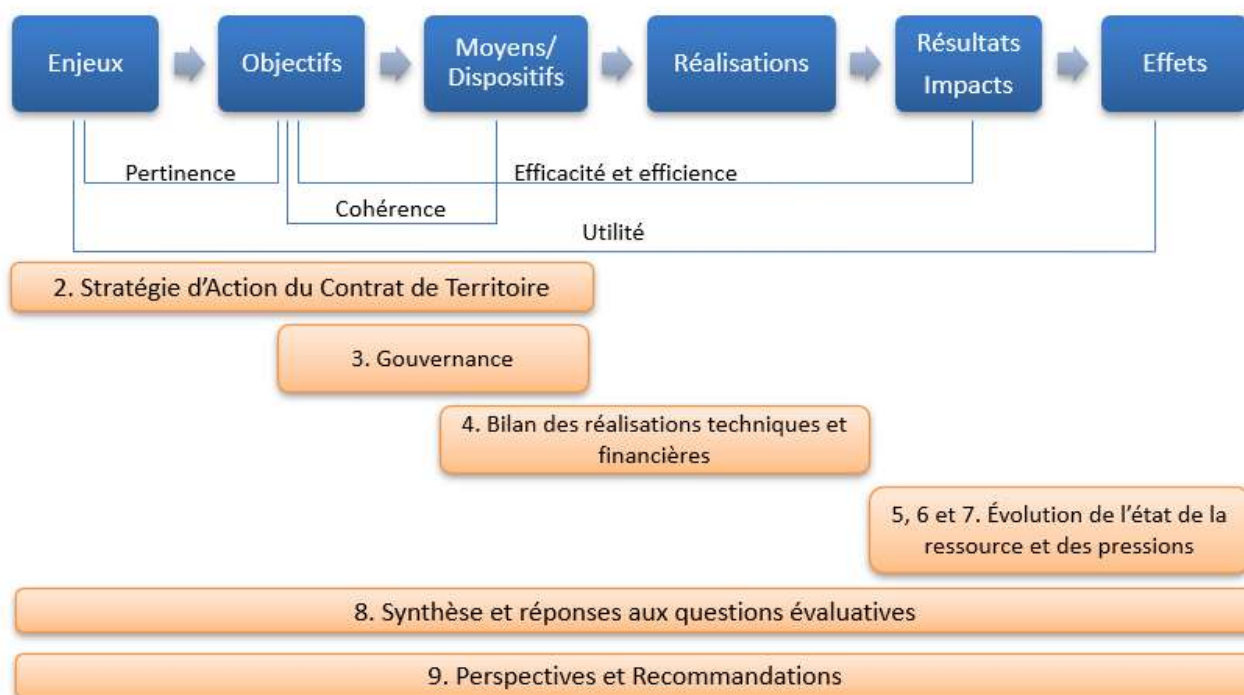 Enjeux
Objectifs
Moyens/
Dispositifs
Réalisations
Résultats
Impacts
Effets
Pertinence
Efficacité et efficience
Cohérence
Utilité
2. Stratégie d’Action du Contrat de Territoire
3. Gouvernance
4. Bilan des réalisations techniques et
financières
5, 6 et 7. Évolution de l’état de la
ressource et des pressions
8. Synthèse et réponses aux questions évaluatives
9. Perspectives et Recommandations